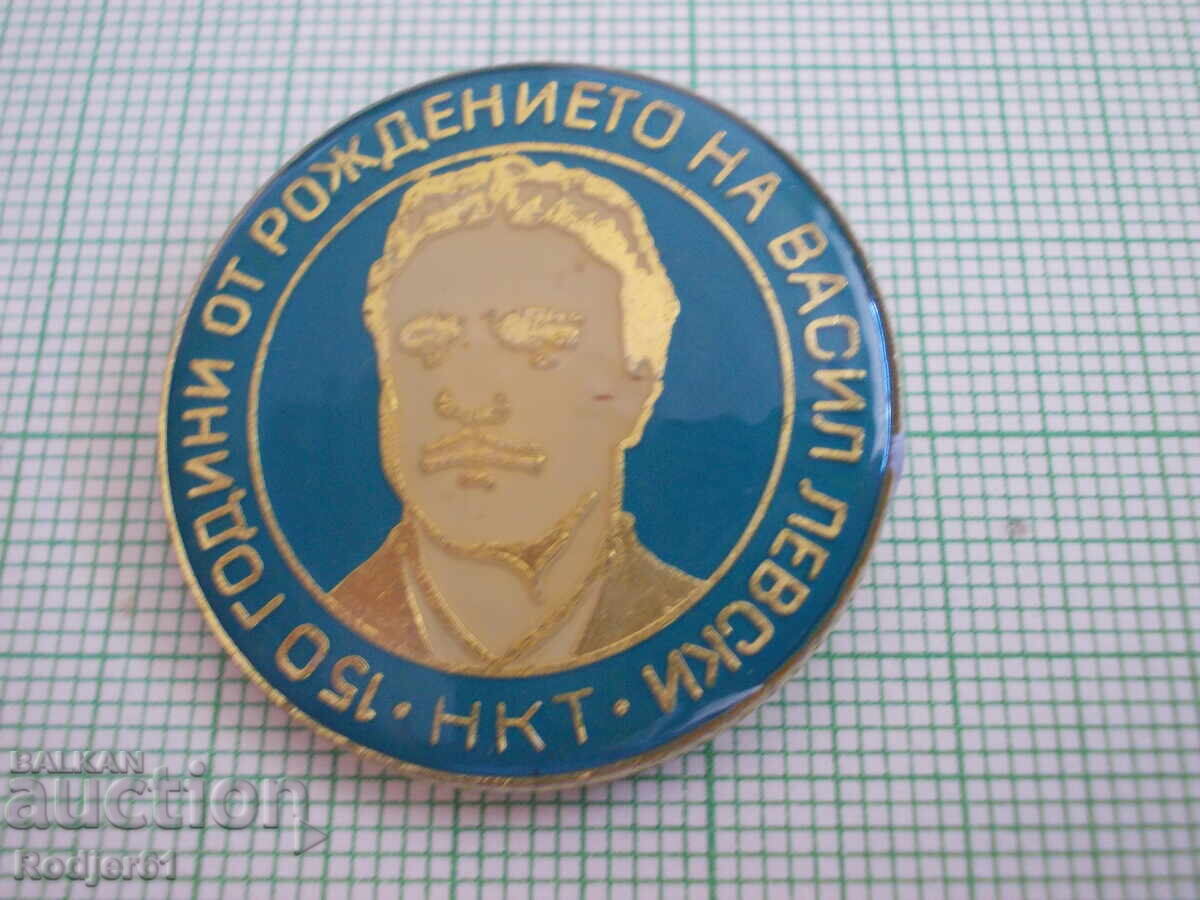 150 ГОДИНИ ОТ РОЖДЕНИЕТО НА ВАСИЛ ЛЕВСКИ
· НКТ ·
BALKAN
auction
Rodjer61